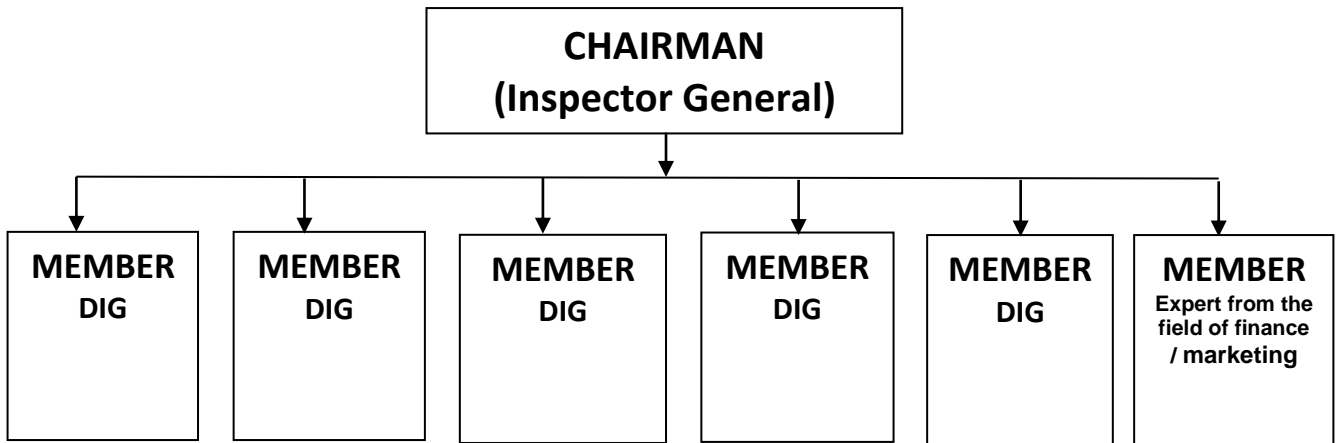 CHAIRMAN
(Inspector General)
MEMBER
DIG
MEMBER
DIG
MEMBER
DIG
MEMBER
DIG
MEMBER
DIG
MEMBER
Expert from the
field of finance
/ marketing